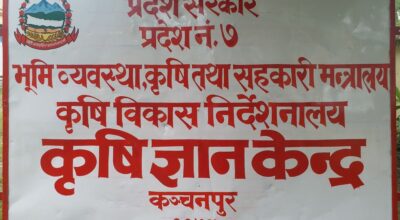 प्रदेश सरकार
प्रदेश न. ७
भूमि व्यवस्था,कृषि तथा सहकारी मन्त्रालय
कृषि विकास निर्देशनालय
कृषि ज्ञान केन्द्र
कञ्चनपुर